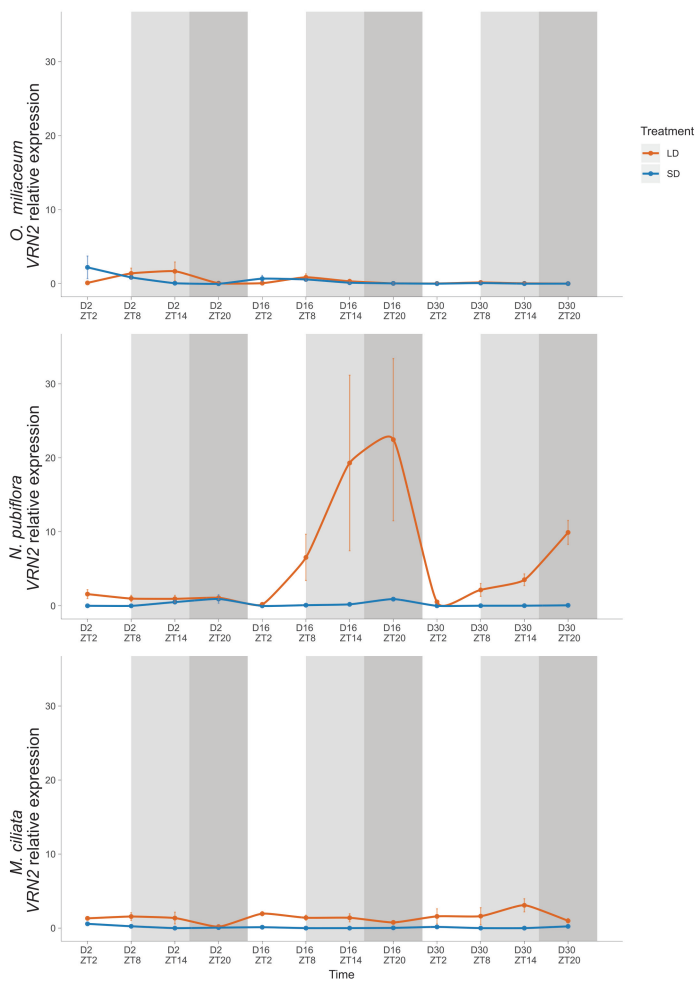 O. miliaceum
VRN2 relative expression
30
20
10
0
D2 D2 D2 D2 D16 D16 D16 D16 D30 D30 D30 D30
ZT2 ZT8 ZT14 ZT20 ZT2 ZT8 ZT14 ZT20 ZT2 ZT8 ZT14 ZT20
Treatment
LD
SD
N. pubiflora
VRN2 relative expression
30
20
10
0
D2 D2 D2 D2 D16 D16 D16 D16 D30 D30 D30 D30
ZT2 ZT8 ZT14 ZT20 ZT2 ZT8 ZT14 ZT20 ZT2 ZT8 ZT14 ZT20
M. ciliata
VRN2 relative expression
30
20
10
0
D2 D2 D2 D2 D16 D16 D16 D16 D30 D30 D30 D30
ZT2 ZT8 ZT14 ZT20 ZT2 ZT8 ZT14 ZT20 ZT2 ZT8 ZT14 ZT20
Time